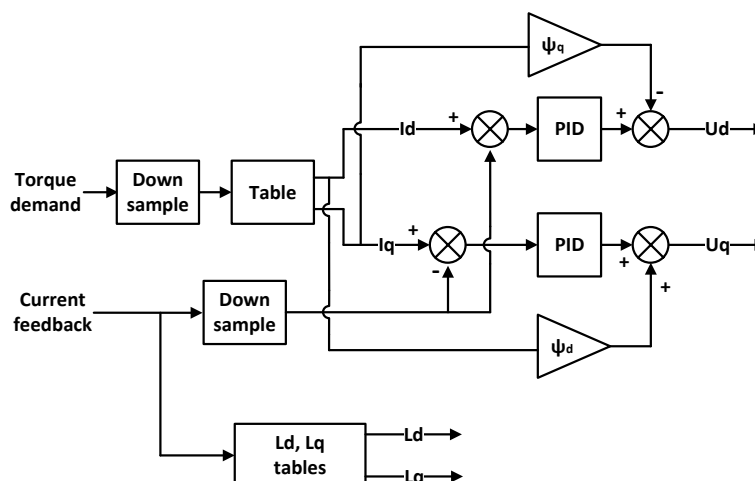 ψq
-
+
Id
PID
+
Ud
Torque
demand
Down
sample
Table
+
Iq
-
PID
+
Uq
+
Current
feedback
Down
sample
ψd
Ld, Lq
tables
Ld
Lq